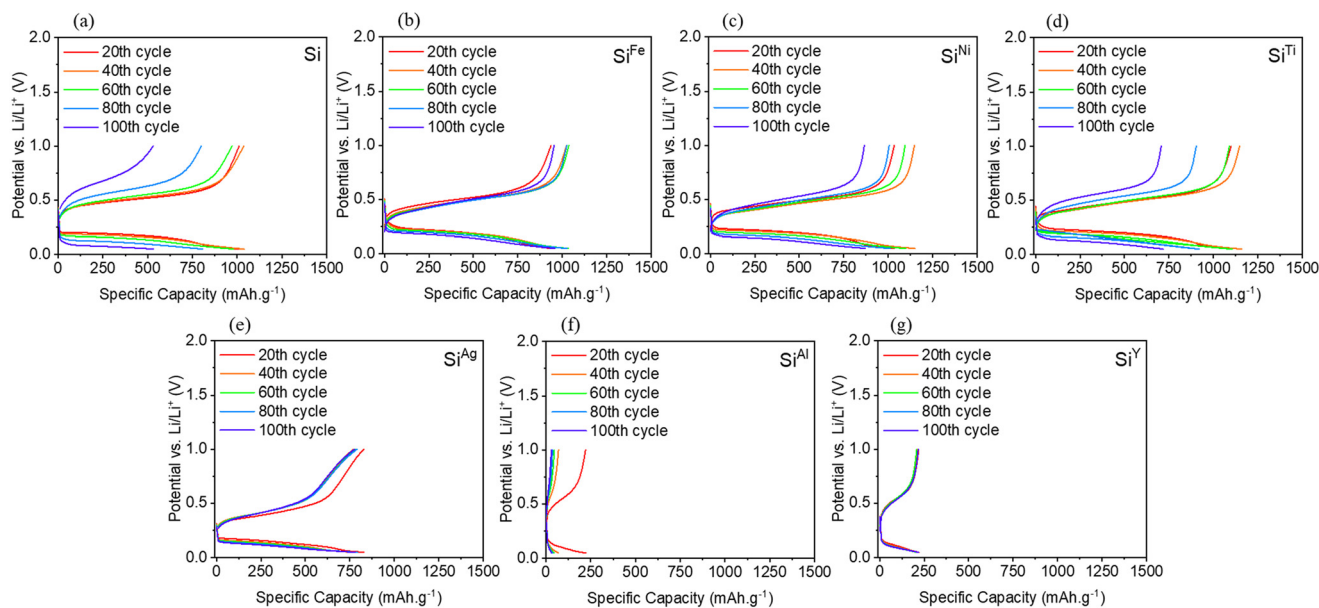 (a)
2.0
1.5
1.0
0.5
0.0
Potential vs. Li/Li⁺ (V)
20th cycle
40th cycle
60th cycle
80th cycle
100th cycle
Si
0 250 500 750 1000 1250 1500
Specific Capacity (mAh.g⁻¹)
(b)
2.0
1.5
1.0
0.5
0.0
Potential vs. Li/Li⁺ (V)
20th cycle
40th cycle
60th cycle
80th cycle
100th cycle
Si^Fe
0 250 500 750 1000 1250 1500
Specific Capacity (mAh.g⁻¹)
(c)
2.0
1.5
1.0
0.5
0.0
Potential vs. Li/Li⁺ (V)
20th cycle
40th cycle
60th cycle
80th cycle
100th cycle
Si^Ni
0 250 500 750 1000 1250 1500
Specific Capacity (mAh.g⁻¹)
(d)
2.0
1.5
1.0
0.5
0.0
Potential vs. Li/Li⁺ (V)
20th cycle
40th cycle
60th cycle
80th cycle
100th cycle
Si^Ti
0 250 500 750 1000 1250 1500
Specific Capacity (mAh.g⁻¹)
(e)
2.0
1.5
1.0
0.5
0.0
Potential vs. Li/Li⁺ (V)
20th cycle
40th cycle
60th cycle
80th cycle
100th cycle
Si^Ag
0 250 500 750 1000 1250 1500
Specific Capacity (mAh.g⁻¹)
(f)
2.0
1.5
1.0
0.5
0.0
Potential vs. Li/Li⁺ (V)
20th cycle
40th cycle
60th cycle
80th cycle
100th cycle
Si^Al
0 250 500 750 1000 1250 1500
Specific Capacity (mAh.g⁻¹)
(g)
2.0
1.5
1.0
0.5
0.0
Potential vs. Li/Li⁺ (V)
20th cycle
40th cycle
60th cycle
80th cycle
100th cycle
Si^Y
0 250 500 750 1000 1250 1500
Specific Capacity (mAh.g⁻¹)